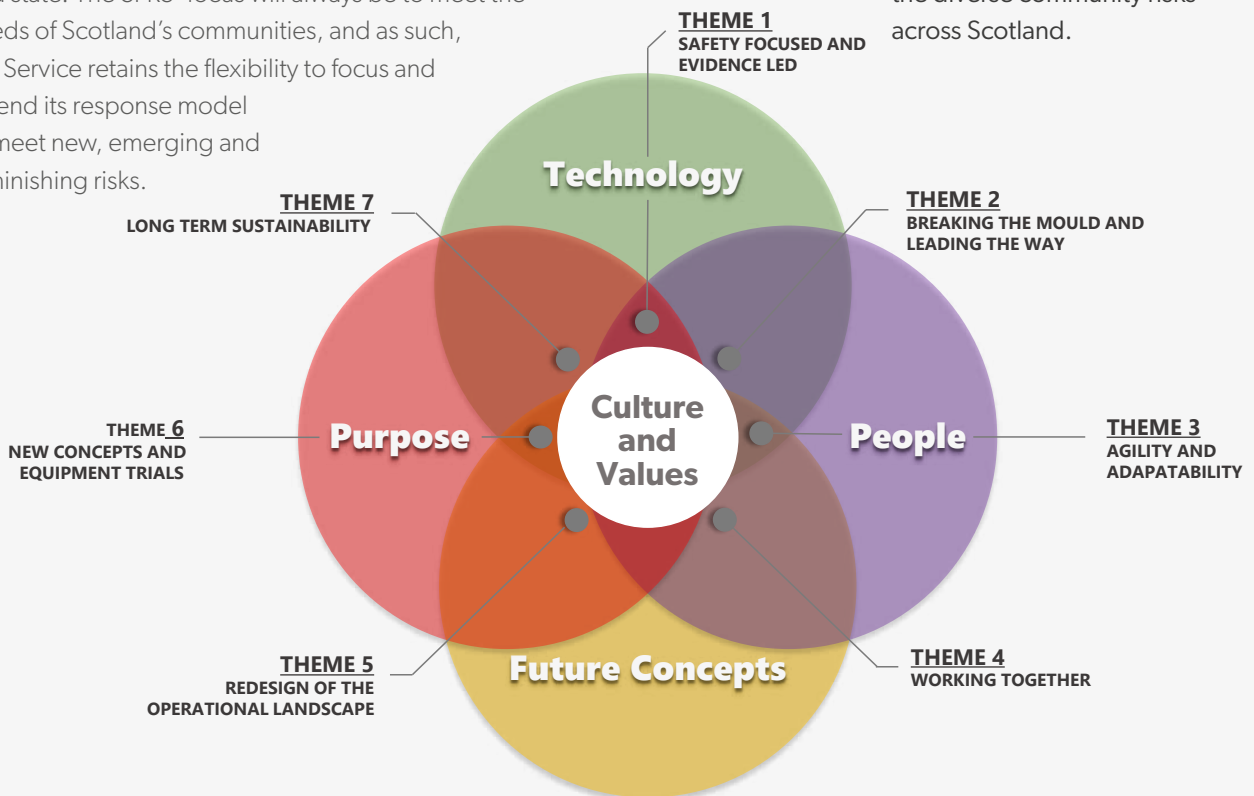 eds of Scotland's communities, and as such,
Service retains the flexibility to focus and
end its response model
meet new, emerging and
ninishing risks.
across Scotland.
THEME 1
SAFETY FOCUSED AND
EVIDENCE LED
Technology
THEME 7
LONG TERM SUSTAINABILITY
THEME 2
BREAKING THE MOULD AND
LEADING THE WAY
Culture
and
Values
Purpose
People
THEME 6
NEW CONCEPTS AND
EQUIPMENT TRIALS
THEME 3
AGILITY AND
ADAPATABILITY
THEME 5
REDESIGN OF THE
OPERATIONAL LANDSCAPE
Future Concepts
THEME 4
WORKING TOGETHER